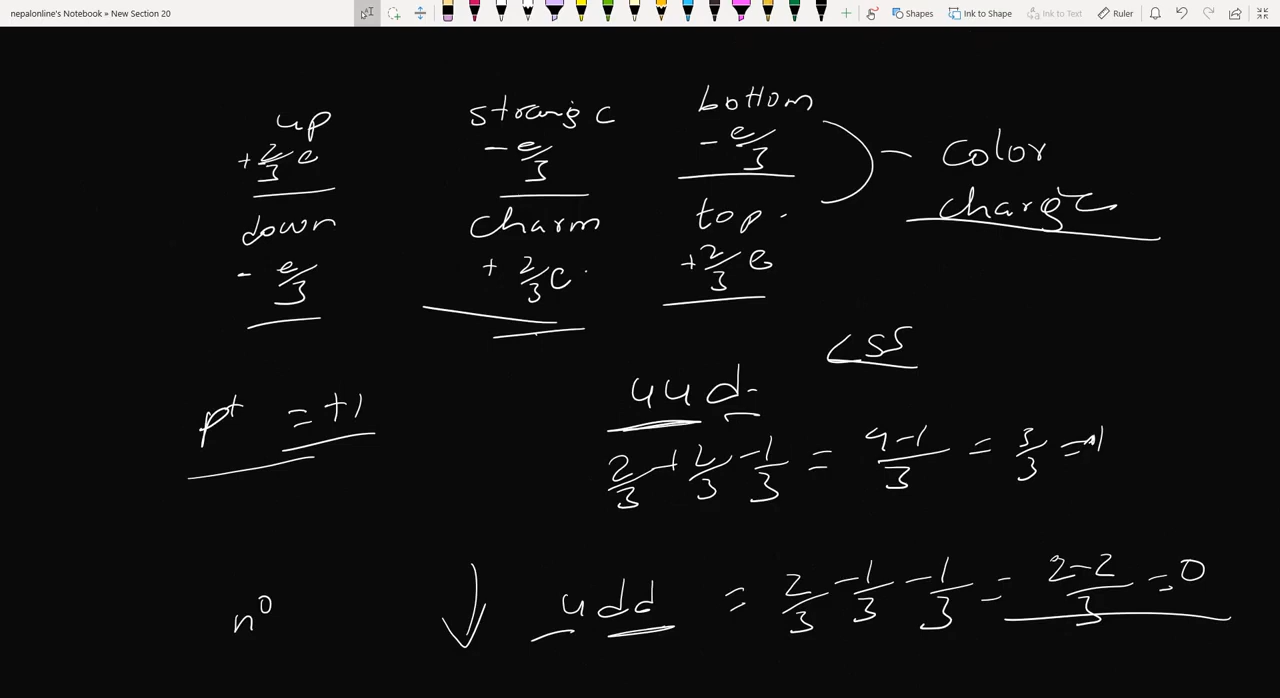 nepalonline's Notebook » New Section 20
Shapes Ink to Shape Ink to Text Ruler
up strange bottom
+2/3 e -e/3 -e/3
color
charge
down charm top
-e/3 +2/3 e +2/3 e
css
p+ = +1
uud
2/3 + 2/3 - 1/3 = 4-1/3 = 3/3 = +1
n0 udd = 2/3 - 1/3 - 1/3 = 2-2/3 = 0